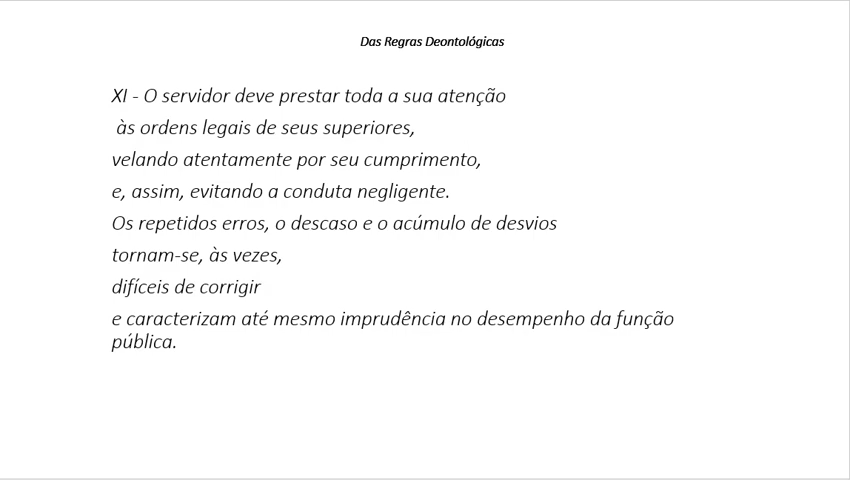 Das Regras Deontológicas
XI - O servidor deve prestar toda a sua atenção
às ordens legais de seus superiores,
velando atentamente por seu cumprimento,
e, assim, evitando a conduta negligente.
Os repetidos erros, o descaso e o acúmulo de desvios
tornam-se, às vezes,
difíceis de corrigir
e caracterizam até mesmo imprudência no desempenho da função
pública.